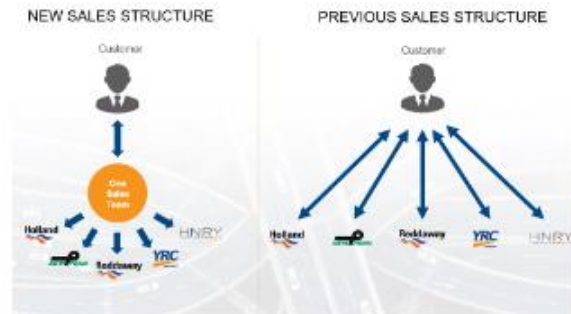 NEW SALES STRUCTURE
Customer
One
Sales
Team
Holland
Reddaway
YRC
HNRY
PREVIOUS SALES STRUCTURE
Customer
Holland
Reddaway
YRC
HNRY